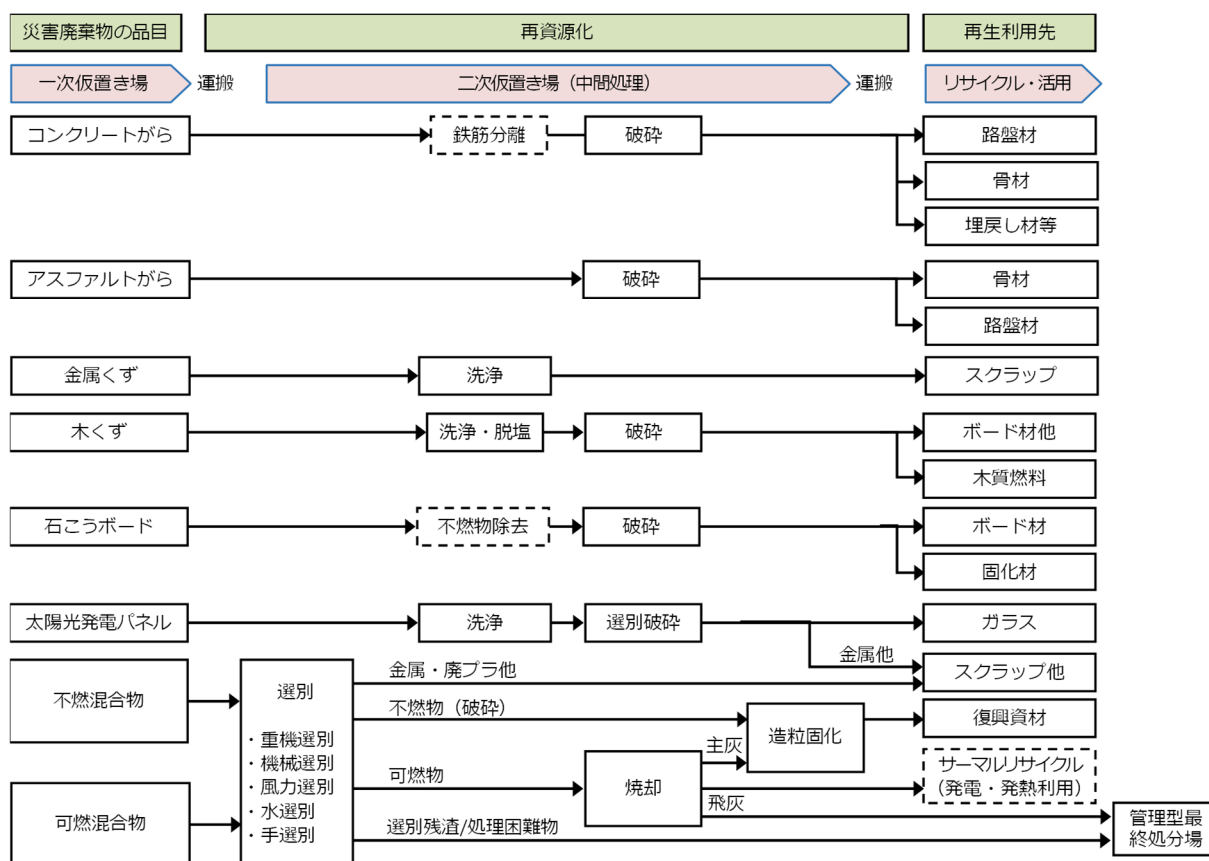 災害廃棄物の品目
再資源化
再生利用先
一次仮置き場
運搬
二次仮置き場（中間処理）
運搬
リサイクル・活用
コンクリートがら
鉄筋分離
破砕
路盤材
骨材
埋戻し材等
アスファルトがら
破砕
骨材
路盤材
金属くず
洗浄
スクラップ
木くず
洗浄・脱塩
破砕
ボード材他
木質燃料
石こうボード
不燃物除去
破砕
ボード材
固化材
太陽光発電パネル
洗浄
選別破砕
ガラス
金属他
スクラップ他
不燃混合物
可燃混合物
選別
・重機選別
・機械選別
・風力選別
・水選別
・手選別
金属・廃プラ他
不燃物（破砕）
造粒固化
復興資材
主灰
可燃物
焼却
サーマルリサイクル
（発電・発熱利用）
飛灰
選別残渣/処理困難物
管理型最
終処分場